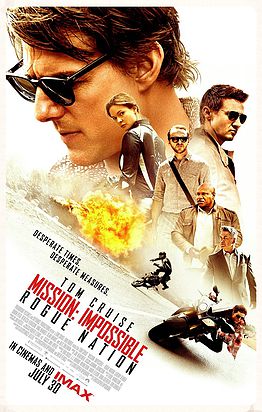 DESPERATE TIMES.
DESPERATE MEASURES.
TOM CRUISE
MISSION: IMPOSSIBLE
ROGUE NATION
IN CINEMAS AND IMAX
JULY 30